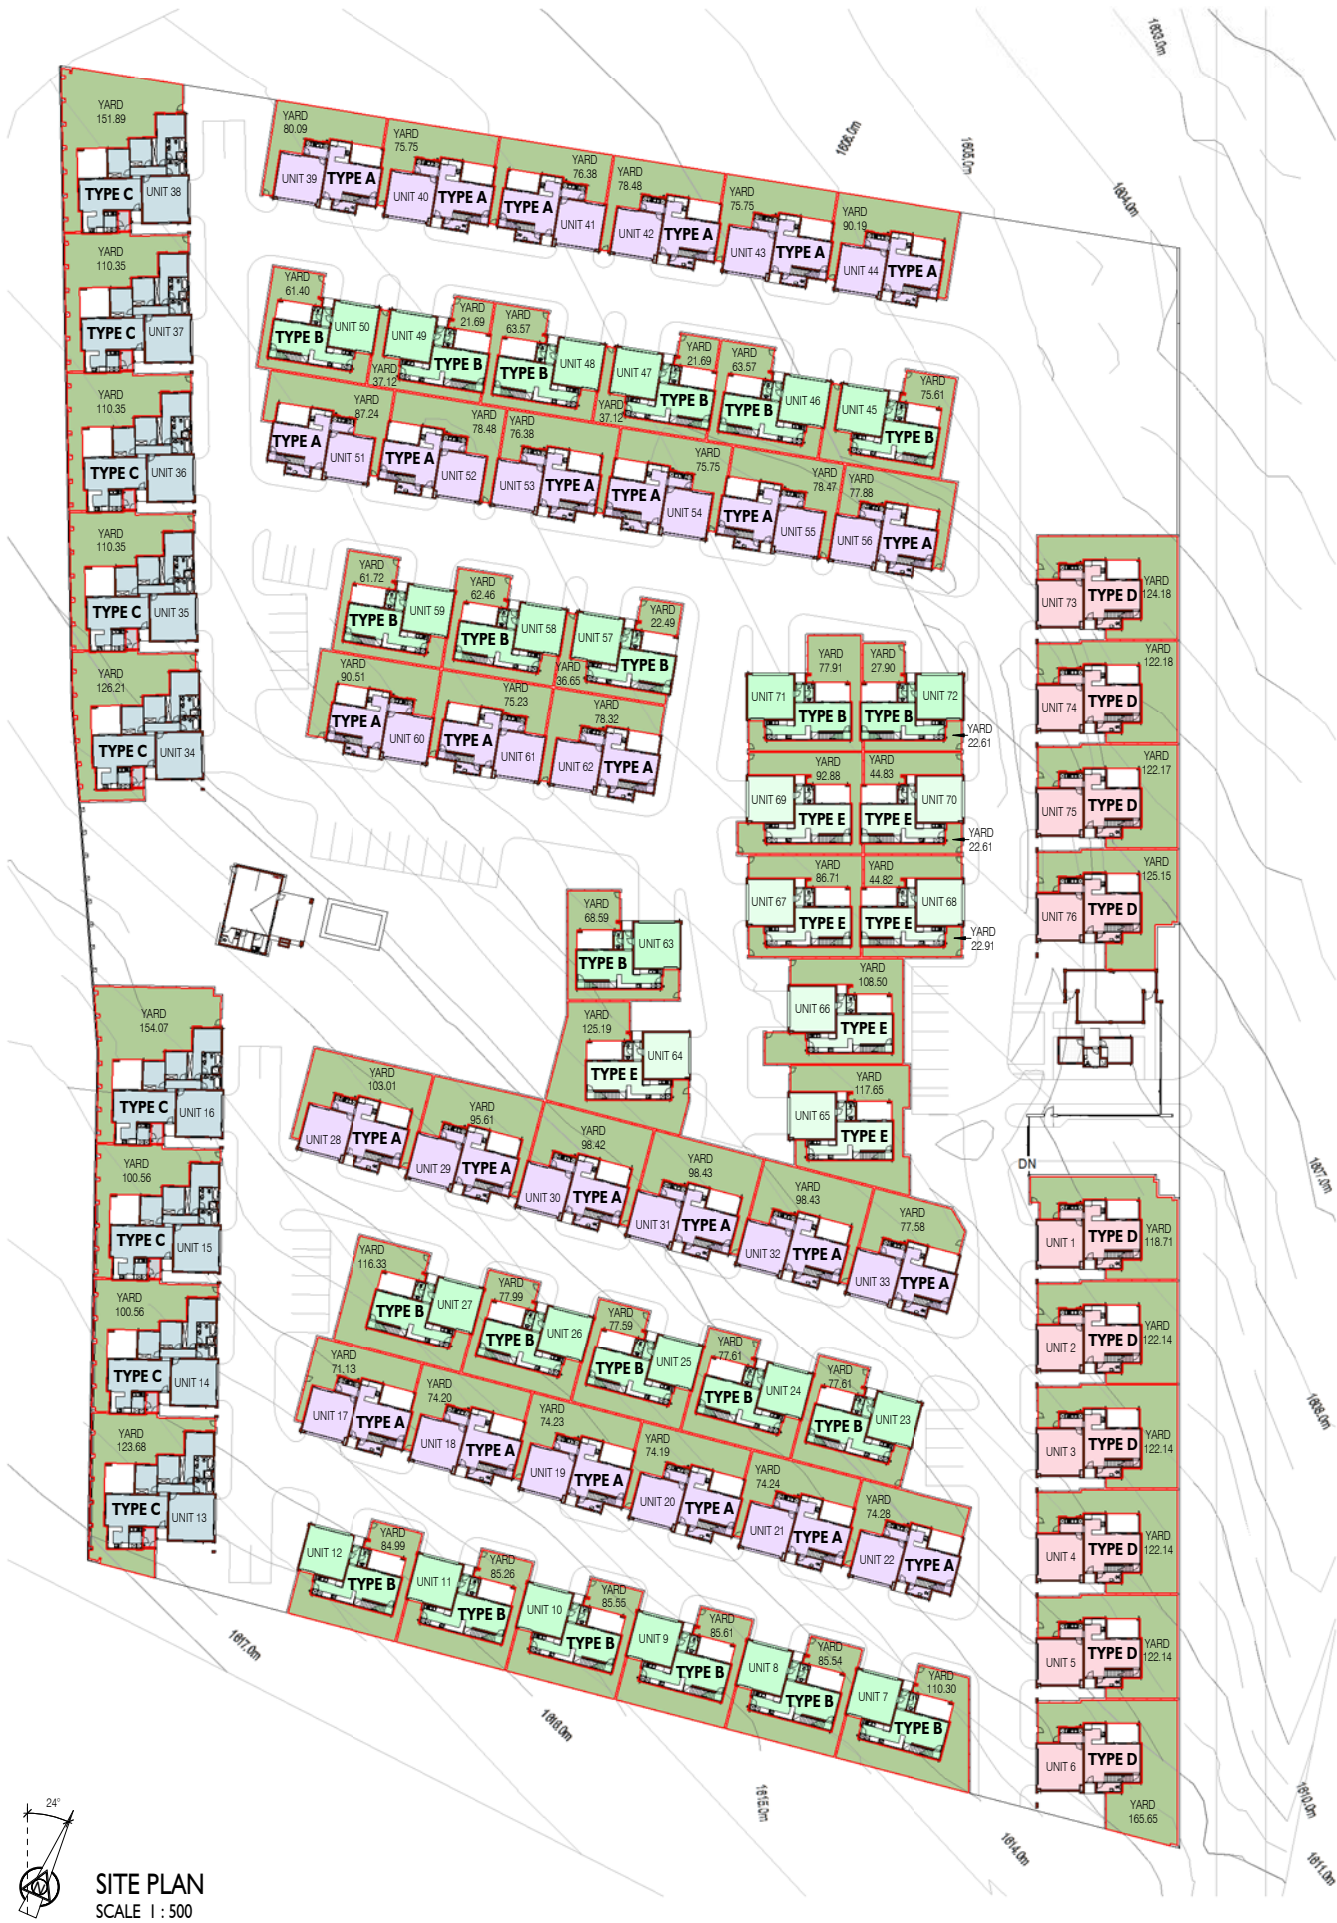 1603.0m
1606.0m
1605.0m
1604.0m
YARD
151.89
TYPE C
UNIT 38
YARD
110.35
TYPE C
UNIT 37
YARD
110.35
TYPE C
UNIT 36
YARD
110.35
TYPE C
UNIT 35
YARD
126.21
TYPE C
UNIT 34
YARD
80.09
UNIT 39
TYPE A
YARD
75.75
UNIT 40
TYPE A
YARD
76.38
TYPE A
UNIT 41
YARD
78.48
UNIT 42
TYPE A
YARD
75.75
UNIT 43
TYPE A
YARD
90.19
UNIT 44
TYPE A
YARD
61.40
TYPE B
UNIT 50
YARD
37.12
UNIT 49
YARD
21.69
TYPE B
YARD
63.57
TYPE B
UNIT 48
YARD
37.12
UNIT 47
YARD
21.69
TYPE B
YARD
63.57
TYPE B
UNIT 46
UNIT 45
YARD
75.61
TYPE B
YARD
87.24
TYPE A
UNIT 51
YARD
78.48
TYPE A
UNIT 52
YARD
76.38
UNIT 53
TYPE A
YARD
75.75
TYPE A
UNIT 54
YARD
78.47
TYPE A
UNIT 55
YARD
77.88
UNIT 56
TYPE A
YARD
61.72
TYPE B
UNIT 59
YARD
62.46
TYPE B
UNIT 58
YARD
36.65
UNIT 57
YARD
22.49
TYPE B
YARD
90.51
TYPE A
UNIT 60
YARD
75.23
TYPE A
UNIT 61
YARD
78.32
UNIT 62
TYPE A
YARD
77.91
UNIT 71
TYPE B
YARD
27.90
UNIT 72
TYPE B
YARD
22.61
YARD
92.88
UNIT 69
TYPE E
YARD
44.83
UNIT 70
TYPE E
YARD
22.61
YARD
86.71
UNIT 67
TYPE E
YARD
44.82
UNIT 68
TYPE E
YARD
22.91
YARD
108.50
UNIT 66
TYPE E
YARD
117.65
UNIT 65
TYPE E
YARD
124.18
UNIT 73
TYPE D
YARD
122.18
UNIT 74
TYPE D
YARD
122.17
UNIT 75
TYPE D
YARD
125.15
UNIT 76
TYPE D
YARD
68.59
UNIT 63
TYPE B
YARD
125.19
UNIT 64
TYPE E
YARD
154.07
TYPE C
UNIT 16
YARD
100.56
TYPE C
UNIT 15
YARD
100.56
TYPE C
UNIT 14
YARD
123.68
TYPE C
UNIT 13
YARD
103.01
UNIT 28
TYPE A
YARD
95.61
UNIT 29
TYPE A
YARD
98.42
UNIT 30
TYPE A
YARD
98.43
UNIT 31
TYPE A
YARD
98.43
UNIT 32
TYPE A
YARD
77.58
UNIT 33
TYPE A
DN
1607.0m
YARD
116.33
TYPE B
UNIT 27
YARD
77.99
TYPE B
UNIT 26
YARD
77.59
TYPE B
UNIT 25
YARD
77.61
TYPE B
UNIT 24
YARD
77.61
TYPE B
UNIT 23
YARD
71.13
UNIT 17
TYPE A
YARD
74.20
UNIT 18
TYPE A
YARD
74.23
UNIT 19
TYPE A
YARD
74.19
UNIT 20
TYPE A
YARD
74.24
UNIT 21
TYPE A
YARD
74.28
UNIT 22
TYPE A
UNIT 12
YARD
84.99
TYPE B
UNIT 11
YARD
85.26
TYPE B
UNIT 10
YARD
85.55
TYPE B
UNIT 9
YARD
85.61
TYPE B
UNIT 8
YARD
85.54
TYPE B
UNIT 7
YARD
110.30
TYPE B
UNIT 1
TYPE D
YARD
118.71
UNIT 2
TYPE D
YARD
122.14
UNIT 3
TYPE D
YARD
122.14
UNIT 4
TYPE D
YARD
122.14
UNIT 5
TYPE D
YARD
122.14
UNIT 6
TYPE D
YARD
165.65
1608.0m
1617.0m
1616.0m
1615.0m
1614.0m
1610.0m
1611.0m
24°
N
SITE PLAN
SCALE 1 : 500